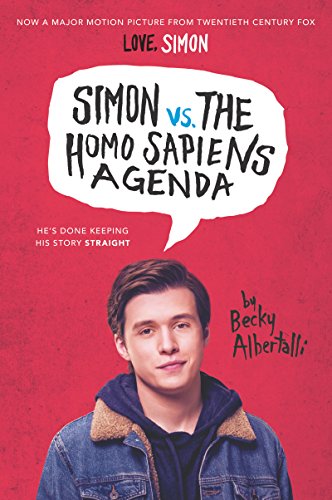 NOW A MAJOR MOTION PICTURE FROM TWENTIETH CENTURY FOX
LOVE, SIMON
SIMON VS. THE
HOMO SAPIENS
AGENDA
HE'S DONE KEEPING
HIS STORY STRAIGHT
by
Becky
Albertalli